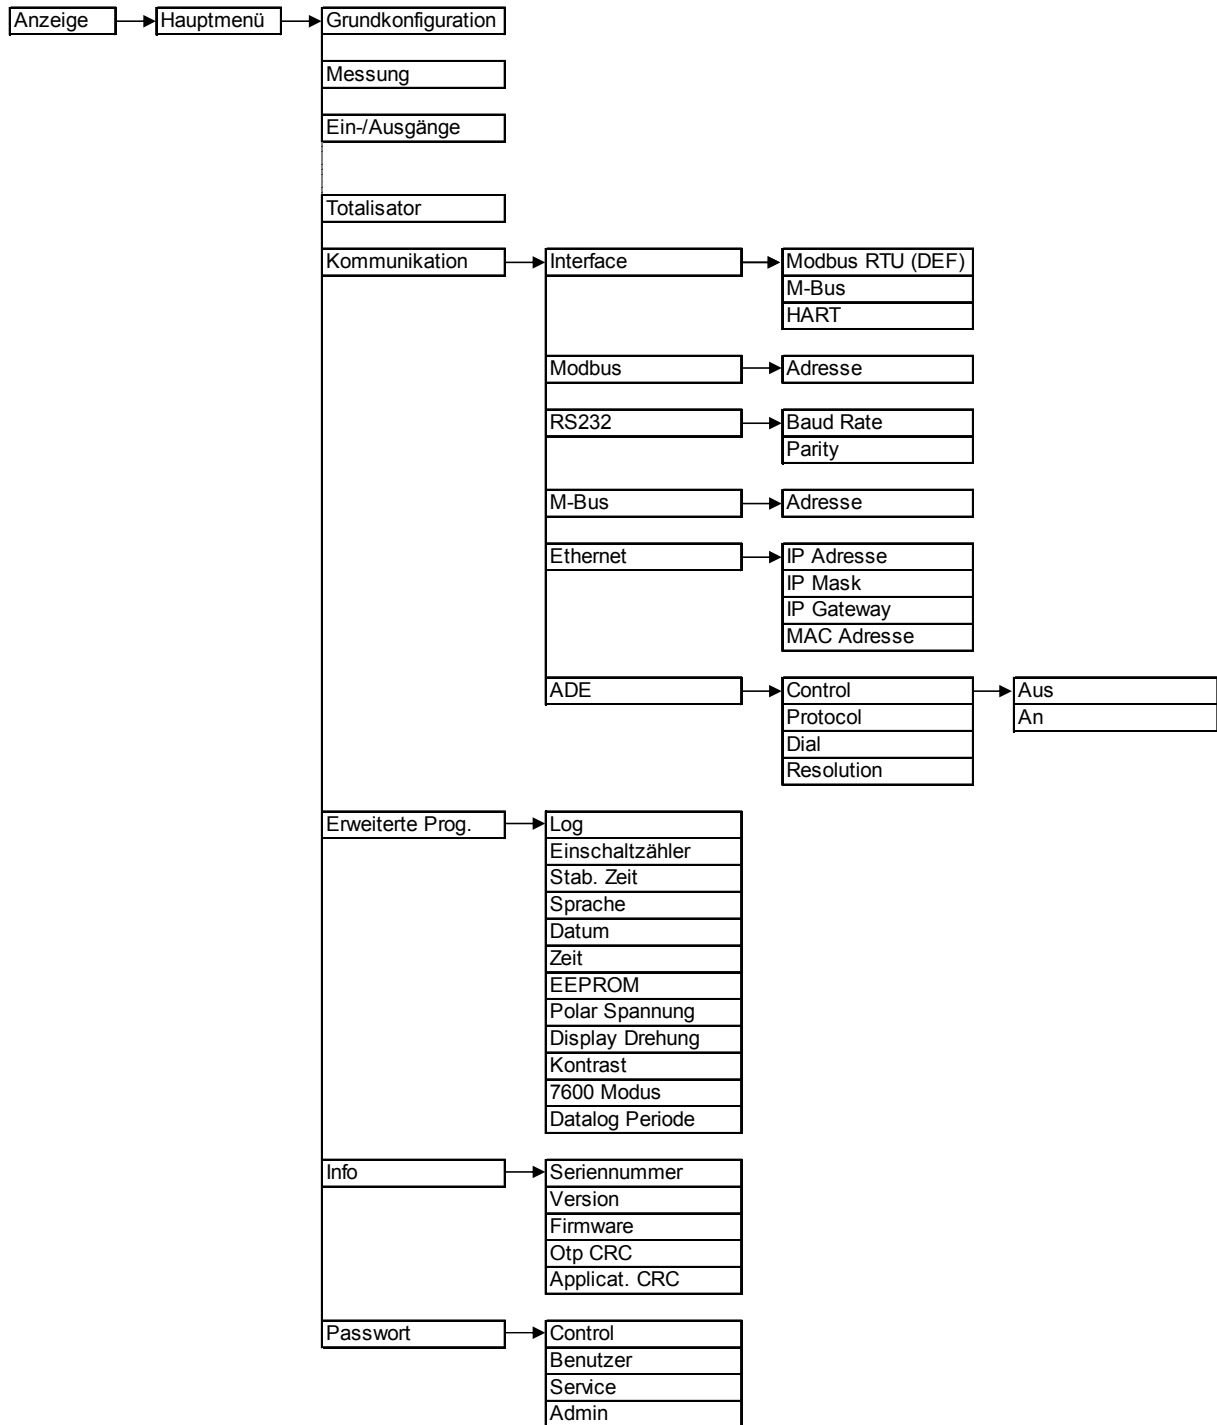 Anzeige Hauptmenü Grundkonfiguration
Messung
Ein-/Ausgänge
Totalisator
Kommunikation Interface Modbus RTU (DEF)
M-Bus
HART
Modbus Adresse
RS232 Baud Rate
Parity
M-Bus Adresse
Ethernet IP Adresse
IP Mask
IP Gateway
MAC Adresse
ADE Control Aus
Protocol An
Dial
Resolution
Erweiterte Prog. Log
Einschaltzähler
Stab. Zeit
Sprache
Datum
Zeit
EEPROM
Polar Spannung
Display Drehung
Kontrast
7600 Modus
Datalog Periode
Info Seriennummer
Version
Firmware
Otp CRC
Applicat. CRC
Passwort Control
Benutzer
Service
Admin